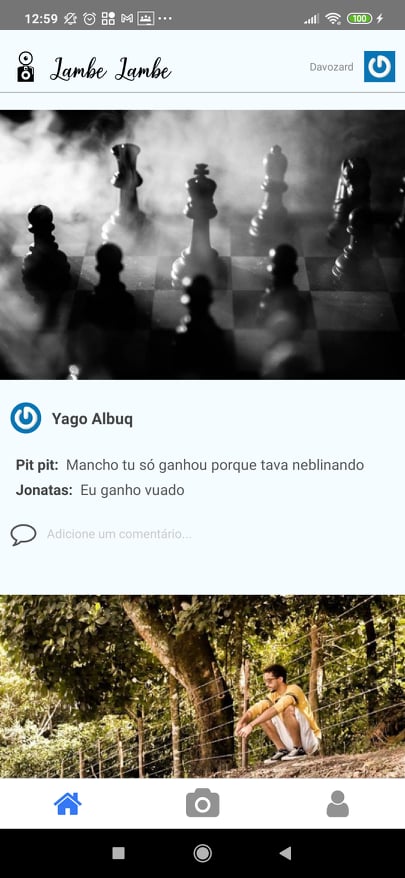 12:59
100
Lambe Lambe
Davozard
Yago Albuq
Pit pit: Mancho tu só ganhou porque tava neblinando
Jonatas: Eu ganho vuado
Adicione um comentário...